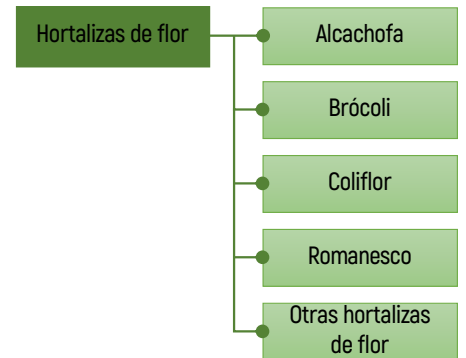 Hortalizas de flor
Alcachofa
Brócoli
Coliflor
Romanesco
Otras hortalizas
de flor